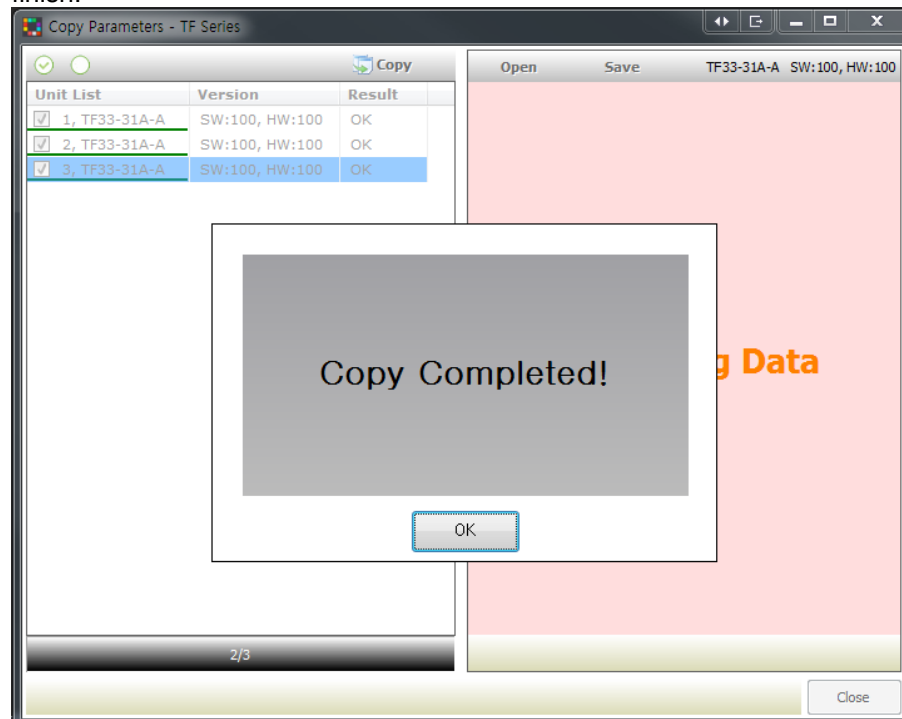 Copy Parameters - TF Series
X
Copy
Unit List Version Result
1, TF33-31A-A SW:100, HW:100 OK
2, TF33-31A-A SW:100, HW:100 OK
3, TF33-31A-A SW:100, HW:100 OK
2/3
Open Save TF33-31A-A SW:100, HW:100
g Data
Copy Completed!
OK
Close